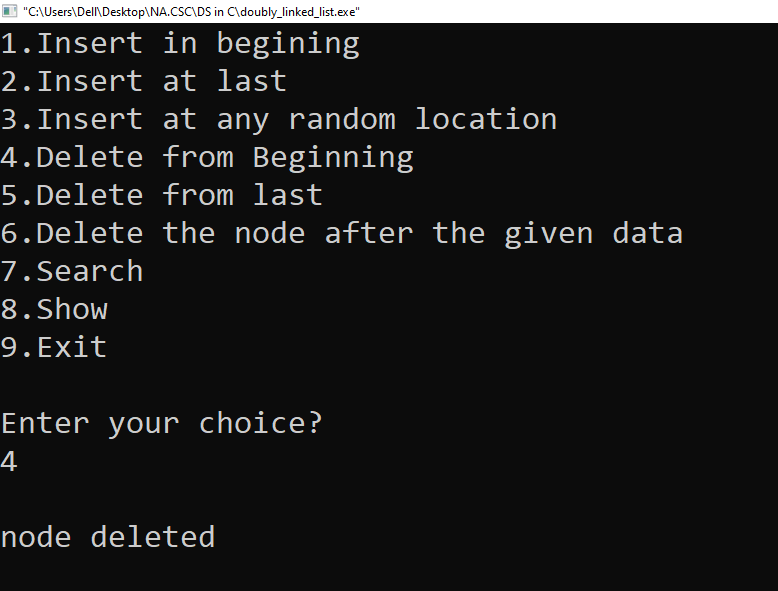 "C:\Users\Dell\Desktop\NA.CSC\DS in C\doubly_linked_list.exe"
1.Insert in begining
2.Insert at last
3.Insert at any random location
4.Delete from Beginning
5.Delete from last
6.Delete the node after the given data
7.Search
8.Show
9.Exit
Enter your choice?
4
node deleted